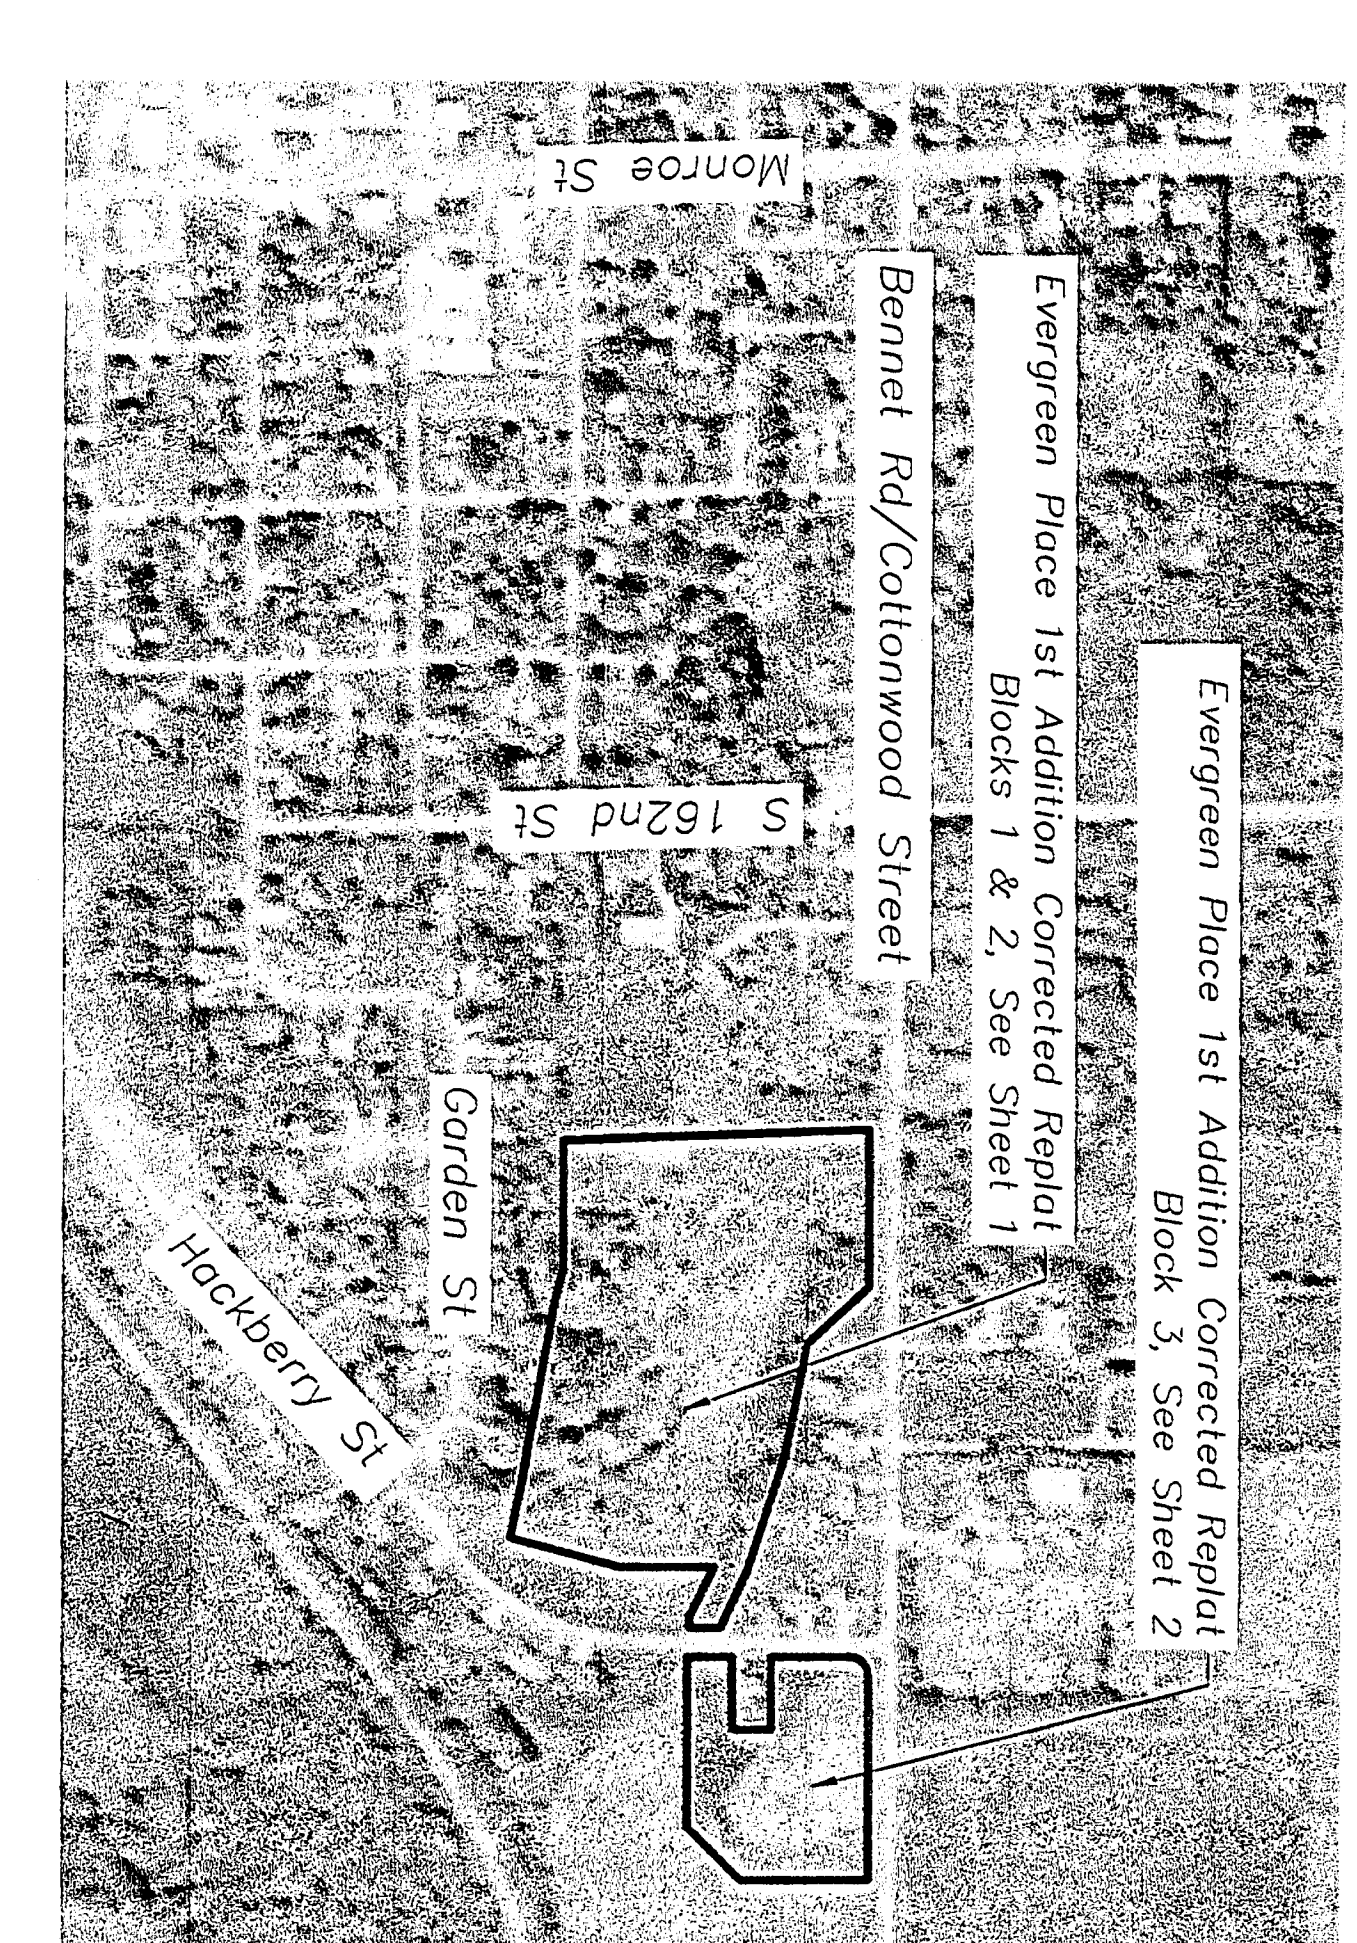 Evergreen Place 1st Addition Corrected Replat
Block 3, See Sheet 2
Evergreen Place 1st Addition Corrected Replat
Blocks 1 & 2, See Sheet 1
Bennet Rd/Cottonwood Street
Monroe St
S 162nd St
Garden St
Hackberry St